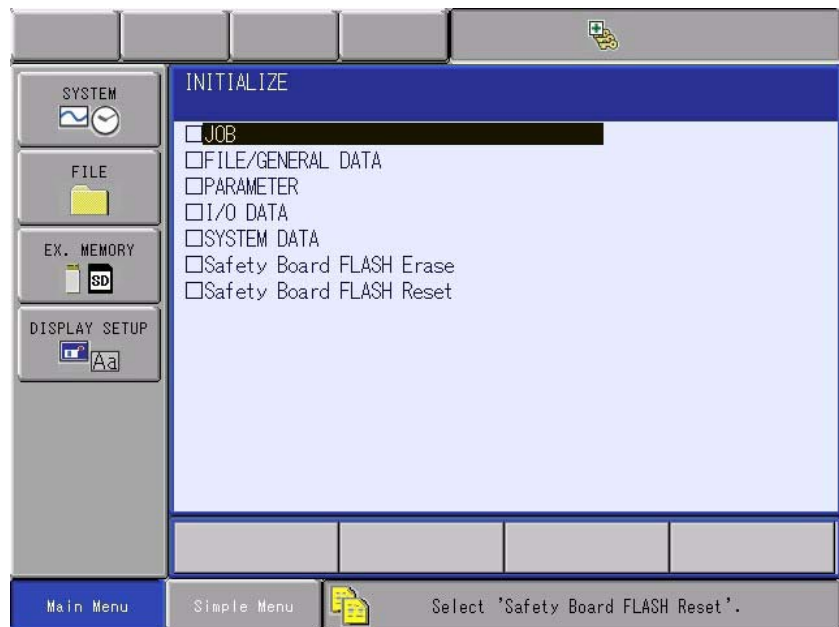 SYSTEM
FILE
EX. MEMORY
SD
DISPLAY SETUP
Aa
INITIALIZE
JOB
FILE/GENERAL DATA
PARAMETER
I/O DATA
SYSTEM DATA
Safety Board FLASH Erase
Safety Board FLASH Reset
Main Menu
Simple Menu
Select 'Safety Board FLASH Reset'.